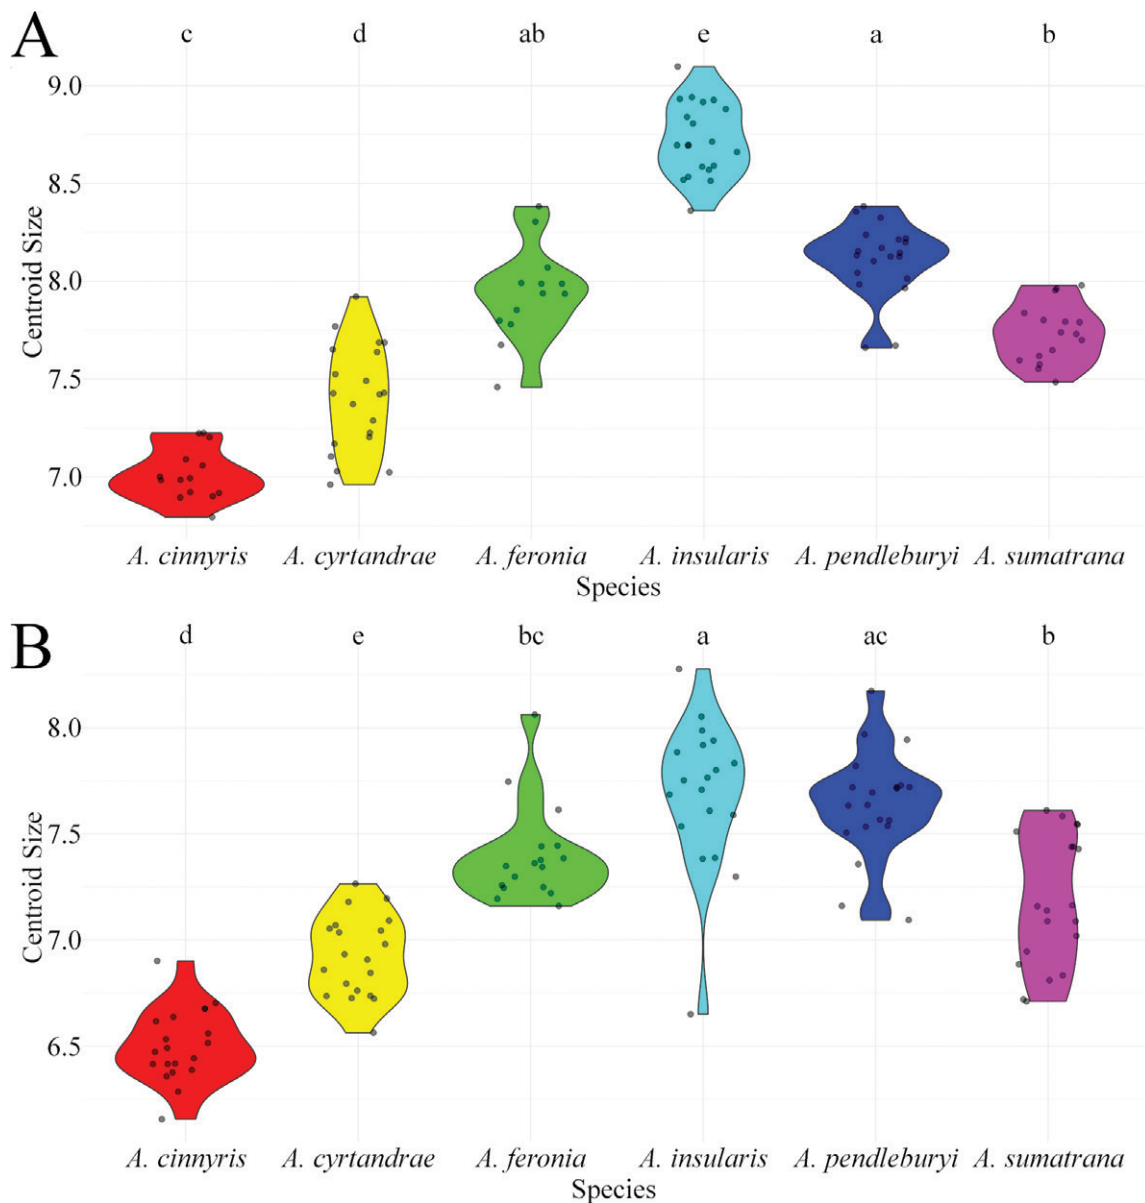 A
c d ab e a b
9.0
8.5
8.0
7.5
7.0
Centroid Size
A. cinnyris A. cyrtandrae A. feronia A. insularis A. pendleburyi A. sumatrana
Species
B
d e bc a ac b
8.0
7.5
7.0
6.5
Centroid Size
A. cinnyris A. cyrtandrae A. feronia A. insularis A. pendleburyi A. sumatrana
Species